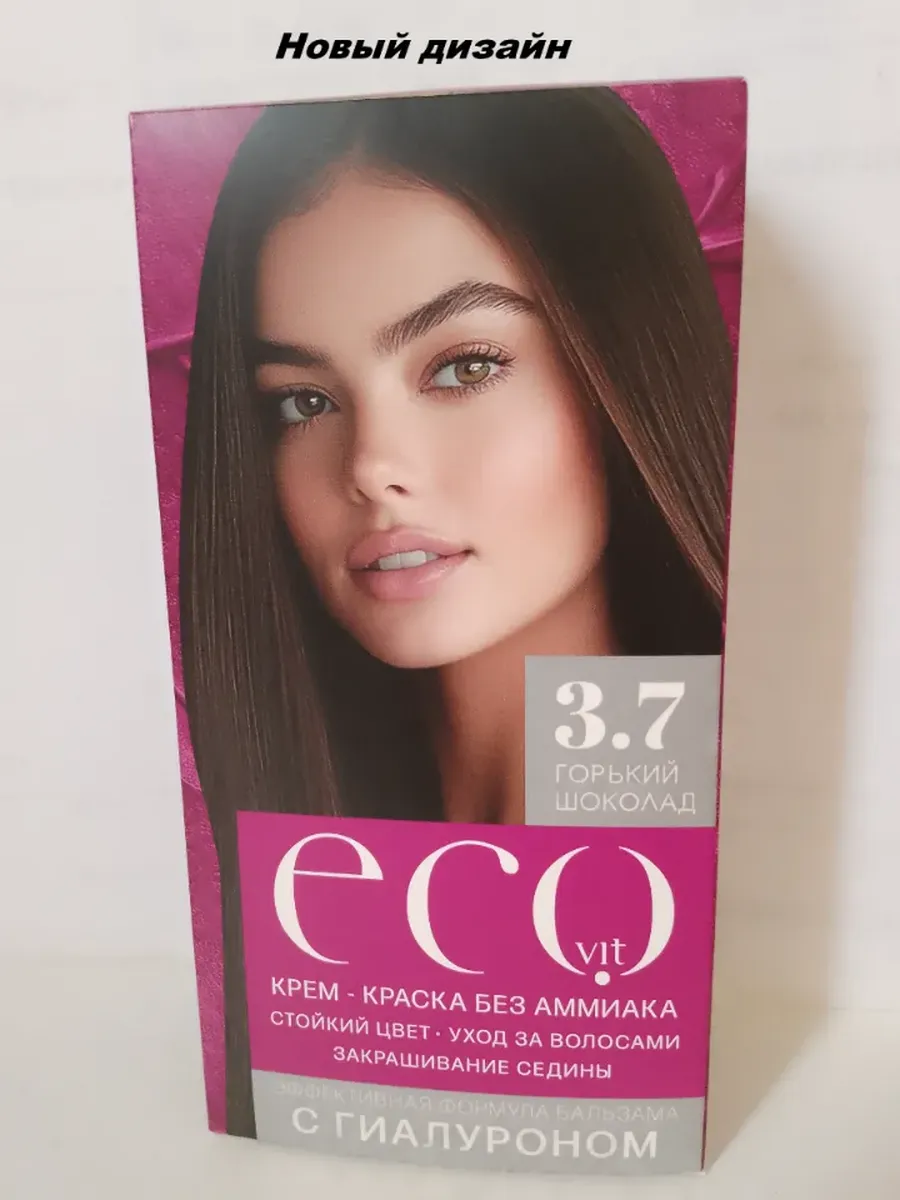 Новый дизайн
3.7
ГОРЬКИЙ
ШОКОЛАД
eco
vit
КРЕМ - КРАСКА БЕЗ АММИАКА
СТОЙКИЙ ЦВЕТ · УХОД ЗА ВОЛОСАМИ
ЗАКРАШИВАНИЕ СЕДИНЫ
ЭФФЕКТИВНАЯ ФОРМУЛА БАЛЬЗАМА
С ГИАЛУРОНОМ